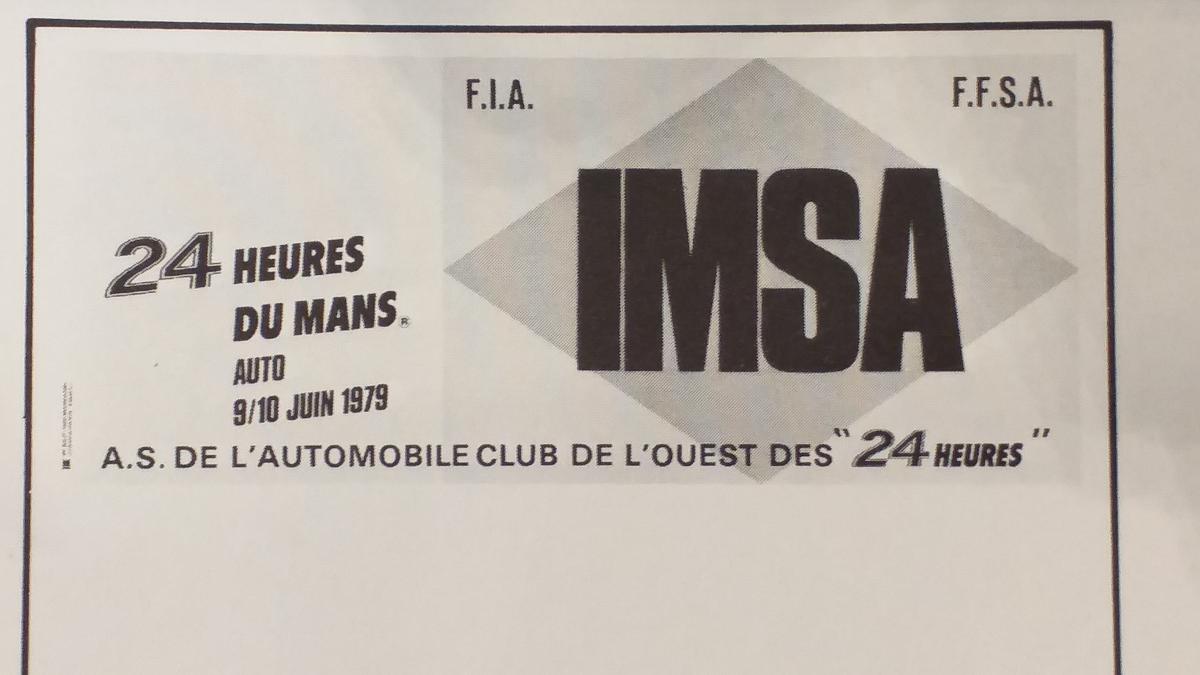 F.I.A. F.F.S.A.
IMSA
24 HEURES
DU MANS®
AUTO
9/10 JUIN 1979
A.S. DE L'AUTOMOBILE CLUB DE L'OUEST DES "24 HEURES"